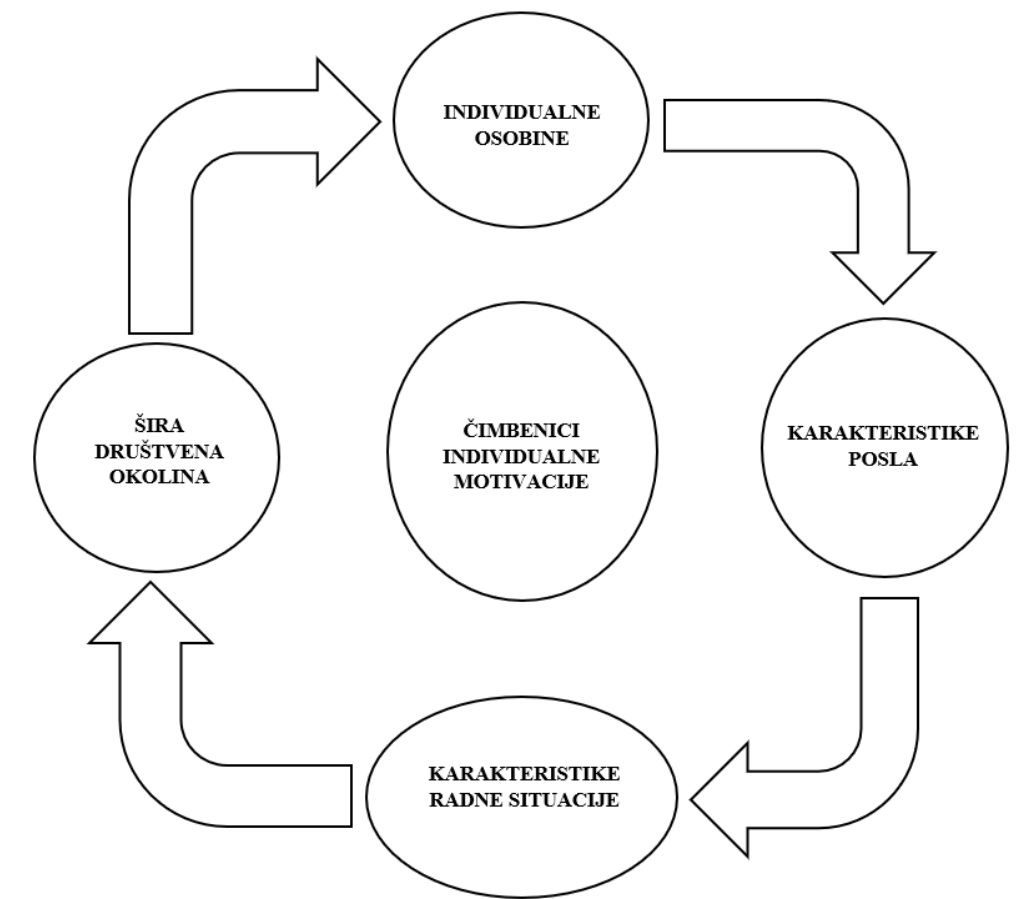 INDIVIDUALNE
OSOBINE
ŠIRA
DRUŠTVENA
OKOLINA
ČIMBENICI
INDIVIDUALNE
MOTIVACIJE
KARAKTERISTIKE
POSLA
KARAKTERISTIKE
RADNE SITUACIJE